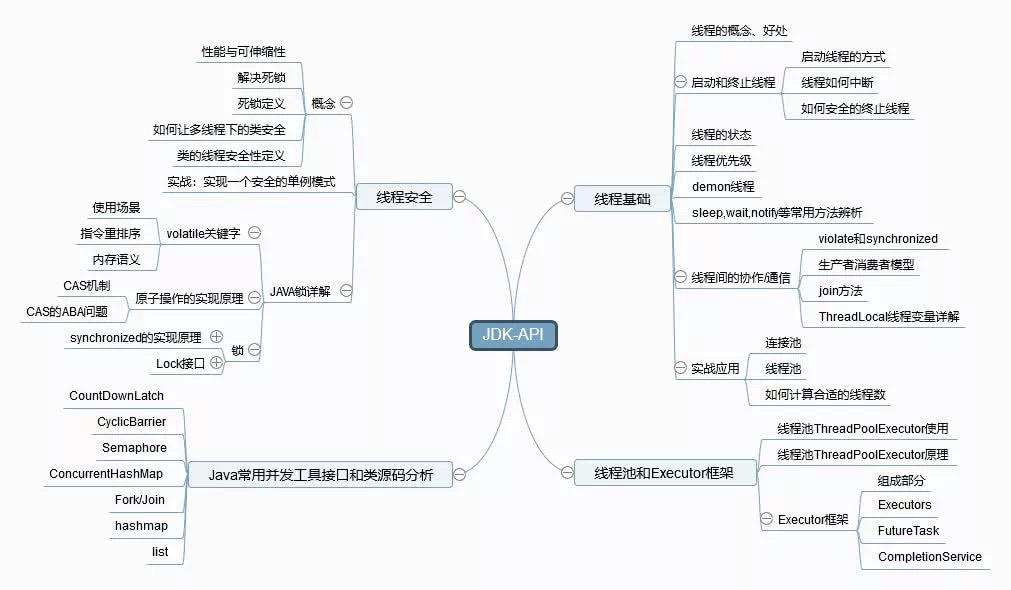 JDK-API
线程基础
线程的概念、好处
启动和终止线程
启动线程的方式
线程如何中断
如何安全的终止线程
线程的状态
线程优先级
demon线程
sleep,wait,notify等常用方法辨析
线程间的协作/通信
violate和synchronized
生产者消费者模型
join方法
ThreadLocal线程变量详解
实战应用
连接池
线程池
如何计算合适的线程数
线程池和Executor框架
线程池ThreadPoolExecutor使用
线程池ThreadPoolExecutor原理
Executor框架
组成部分
Executors
FutureTask
CompletionService
线程安全
概念
性能与可伸缩性
解决死锁
死锁定义
如何让多线程下的类安全
类的线程安全性定义
实战：实现一个安全的单例模式
JAVA锁详解
volatile关键字
使用场景
指令重排序
内存语义
原子操作的实现原理
CAS机制
CAS的ABA问题
锁
synchronized的实现原理
Lock接口
Java常用并发工具接口和类源码分析
CountDownLatch
CyclicBarrier
Semaphore
ConcurrentHashMap
Fork/Join
hashmap
list